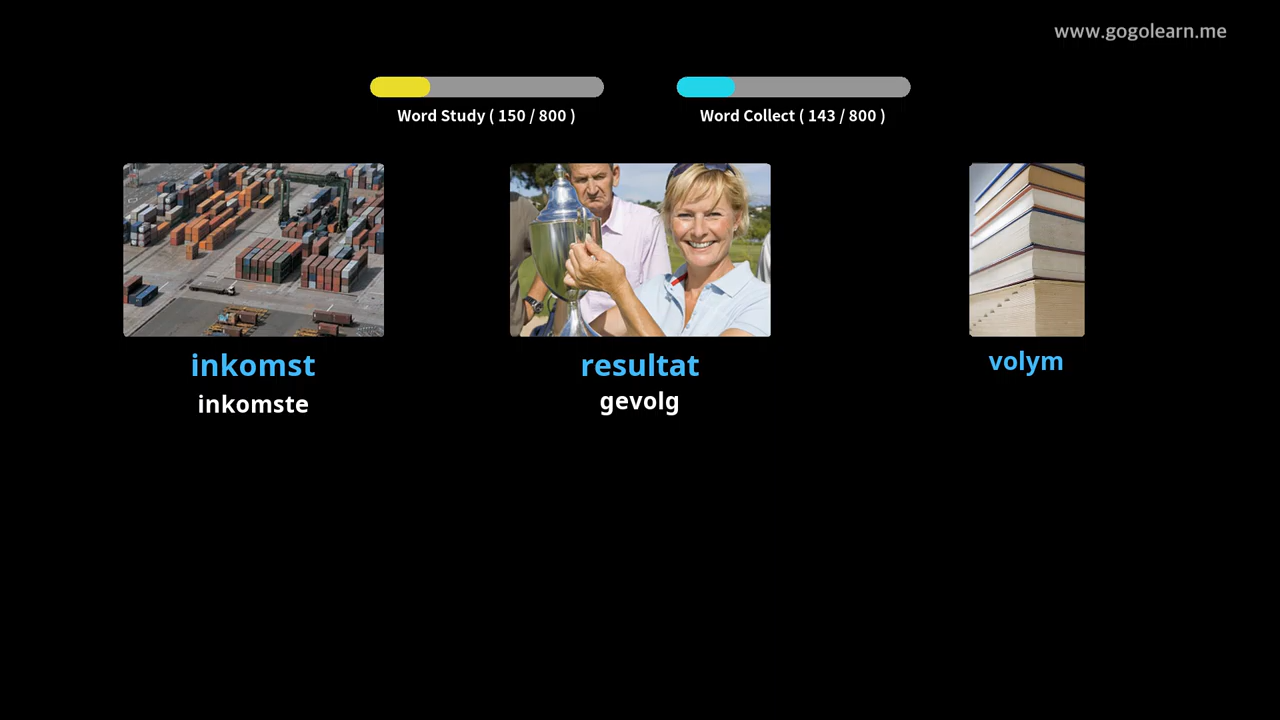 www.gogolearn.me
Word Study ( 150 / 800 )
Word Collect ( 143 / 800 )
inkomst
inkomste
resultat
gevolg
volym